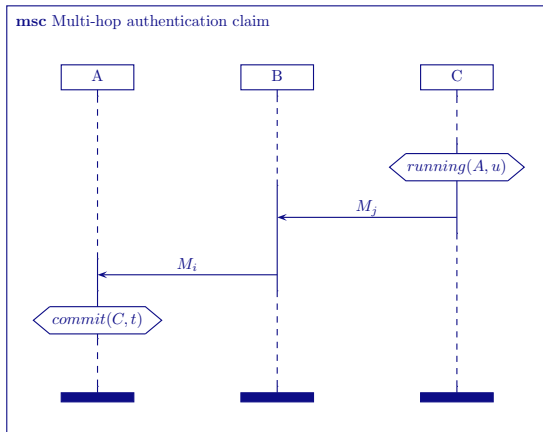 msc Multi-hop authentication claim
A B C
running(A, u)
M_j
M_i
commit(C, t)